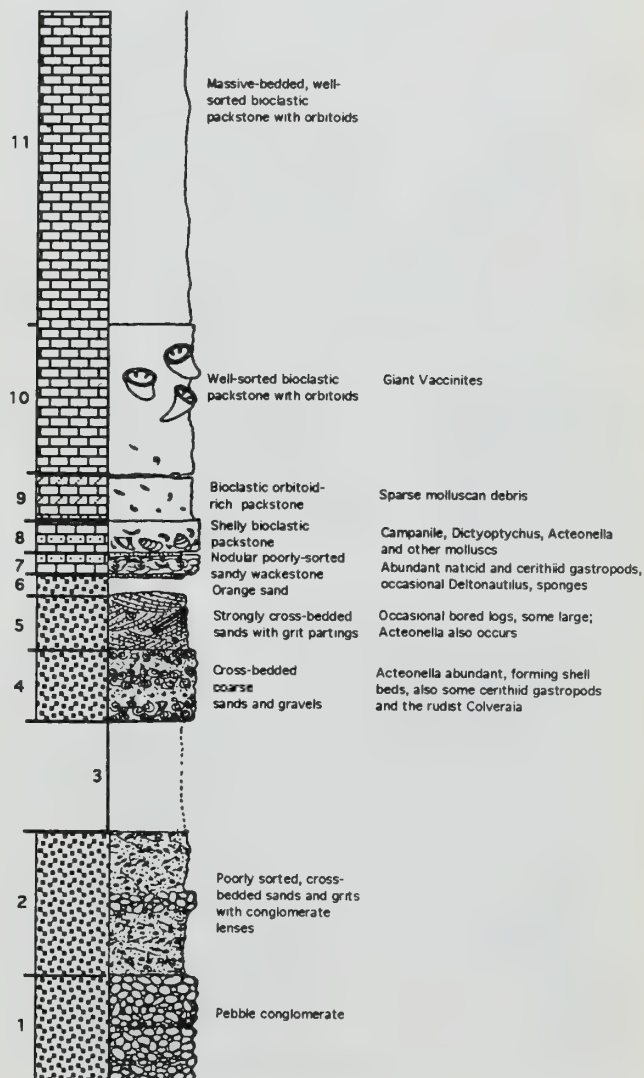 11
Massive-bedded, well-
sorted bioclastic
packstone with orbitoids
10
Well-sorted bioclastic
packstone with orbitoids
Giant Vaccinites
9
Bioclastic orbitoid-
rich packstone
Sparse molluscan debris
8
Shelly bioclastic
packstone
Campanile, Dictyoptychus, Acteonella
and other molluscs
7
Nodular poorly-sorted
sandy wackestone
Abundant naticid and cerithiid gastropods,
occasional Deltonautilus, sponges
6
Orange sand
5
Strongly cross-bedded
sands with grit partings
Occasional bored logs, some large;
Acteonella also occurs
4
Cross-bedded
coarse
sands and gravels
Acteonella abundant, forming shell
beds, also some cerithiid gastropods
and the rudist Colveraia
3
2
Poorly sorted, cross-
bedded sands and grits
with conglomerate
lenses
1
Pebble conglomerate